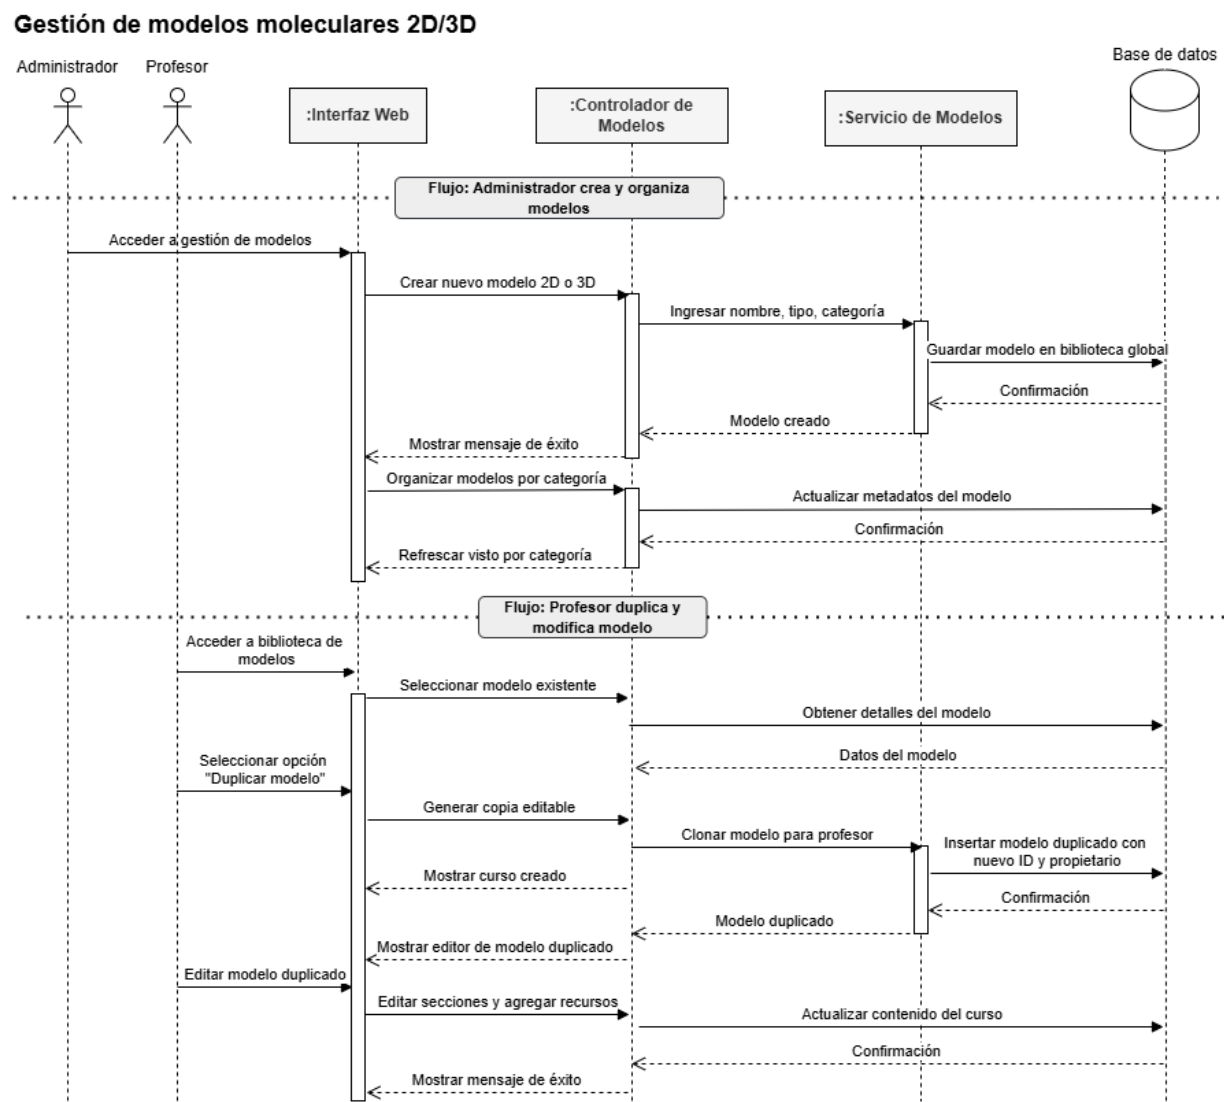 Gestión de modelos moleculares 2D/3D
Administrador
Profesor
Base de datos
:Interfaz Web
:Controlador de
Modelos
:Servicio de Modelos
Flujo: Administrador crea y organiza
modelos
Acceder a gestión de modelos
Crear nuevo modelo 2D o 3D
Ingresar nombre, tipo, categoría
Guardar modelo en biblioteca global
Confirmación
Modelo creado
Mostrar mensaje de éxito
Organizar modelos por categoría
Actualizar metadatos del modelo
Confirmación
Refrescar visto por categoría
Flujo: Profesor duplica y
modifica modelo
Acceder a biblioteca de
modelos
Seleccionar modelo existente
Obtener detalles del modelo
Datos del modelo
Seleccionar opción
"Duplicar modelo"
Generar copia editable
Clonar modelo para profesor
Insertar modelo duplicado con
nuevo ID y propietario
Mostrar curso creado
Confirmación
Modelo duplicado
Mostrar editor de modelo duplicado
Editar modelo duplicado
Editar secciones y agregar recursos
Actualizar contenido del curso
Confirmación
Mostrar mensaje de éxito